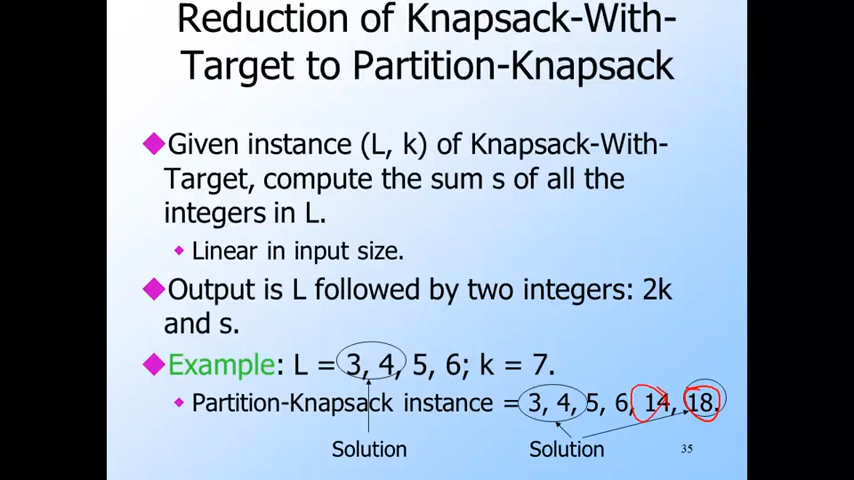 Reduction of Knapsack-With-
Target to Partition-Knapsack
Given instance (L, k) of Knapsack-With-
Target, compute the sum s of all the
integers in L.
Linear in input size.
Output is L followed by two integers: 2k
and s.
Example: L = 3, 4, 5, 6; k = 7.
Partition-Knapsack instance = 3, 4, 5, 6, 14, 18.
Solution
Solution
35